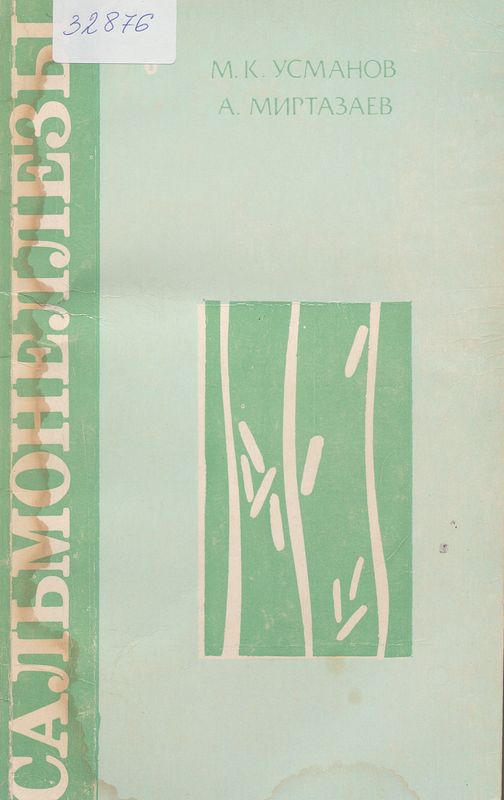 32876
М. К. УСМАНОВ
А. МИРТАЗАЕВ
САЛЬМОНЕЛЛЕЗЫ